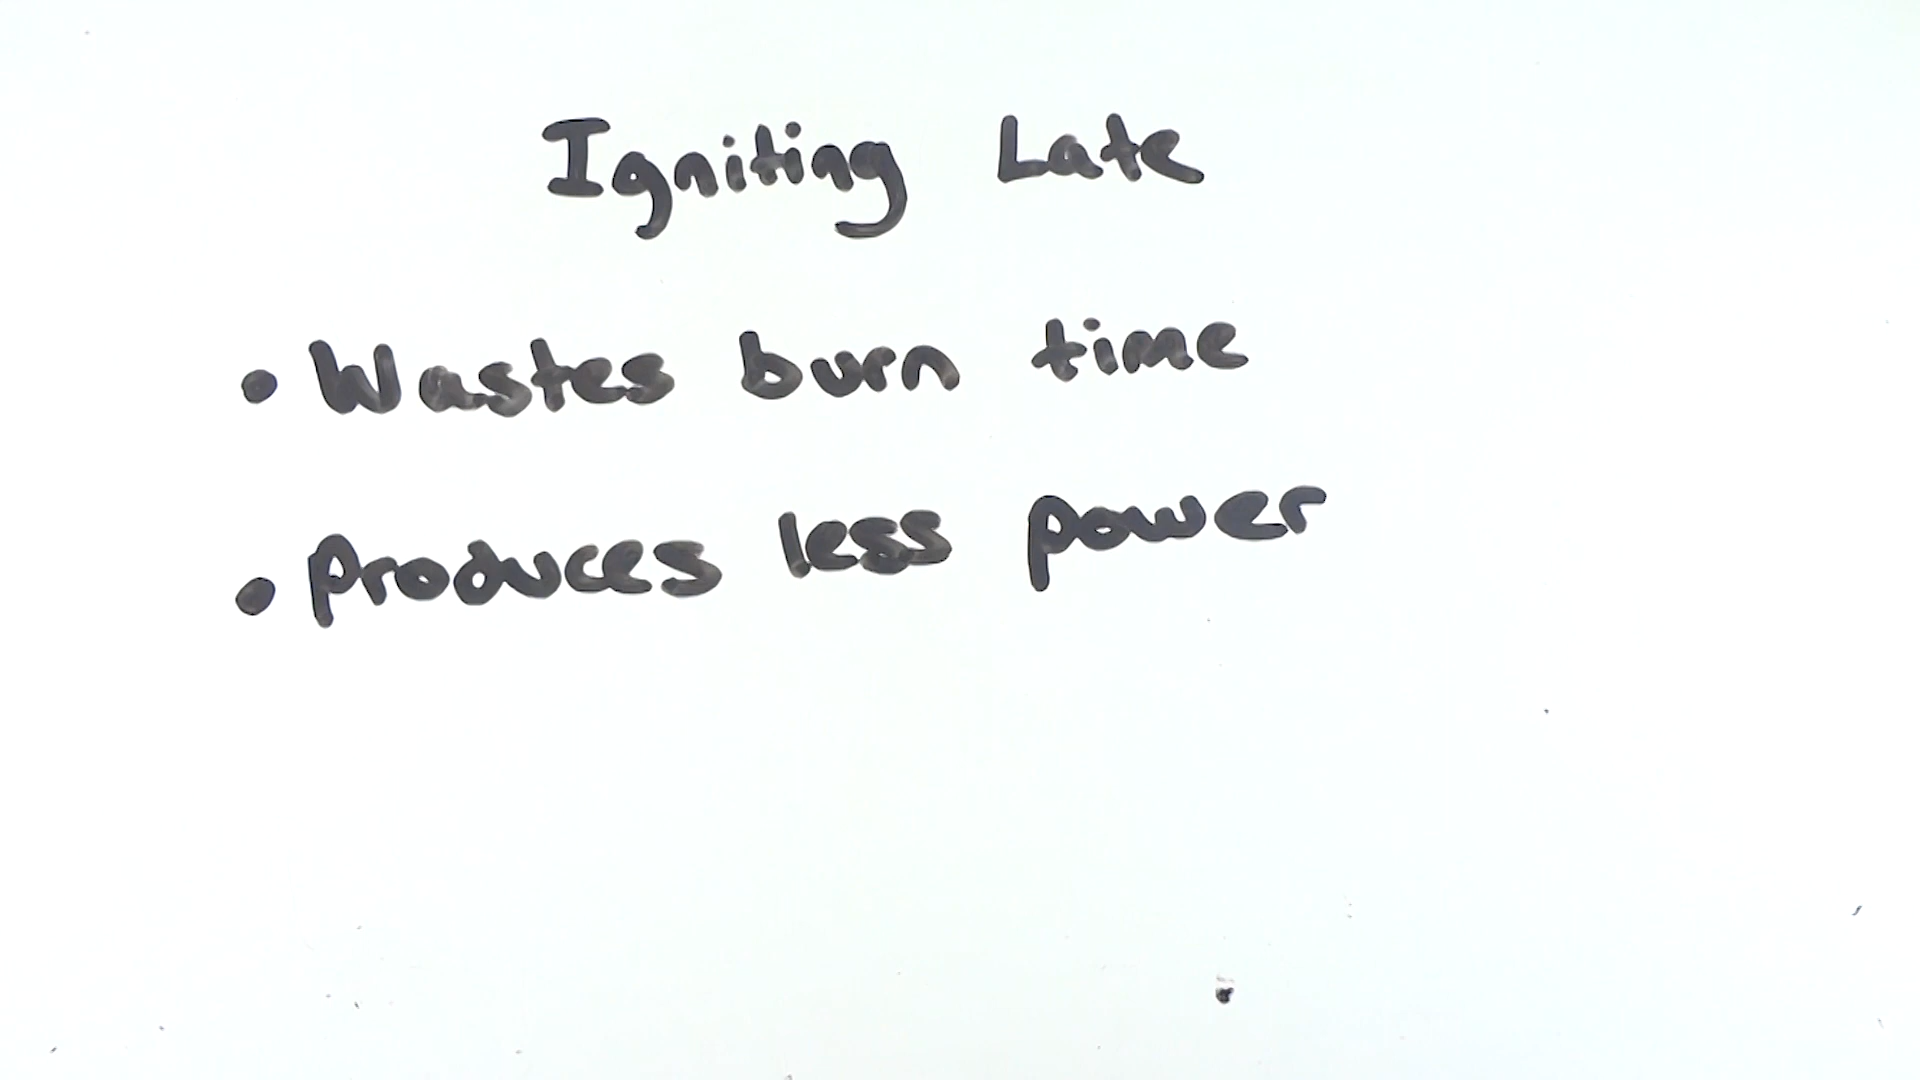 Igniting Late
• Wastes burn time
• Produces less power